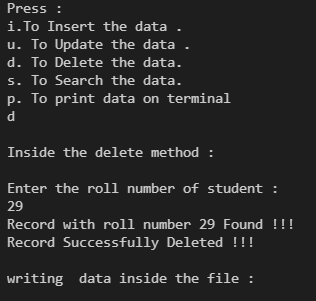 Press :
i.To Insert the data .
u. To Update the data .
d. To Delete the data.
s. To Search the data.
p. To print data on terminal
d
Inside the delete method :
Enter the roll number of student :
29
Record with roll number 29 Found !!!
Record Successfully Deleted !!!
writing  data inside the file :